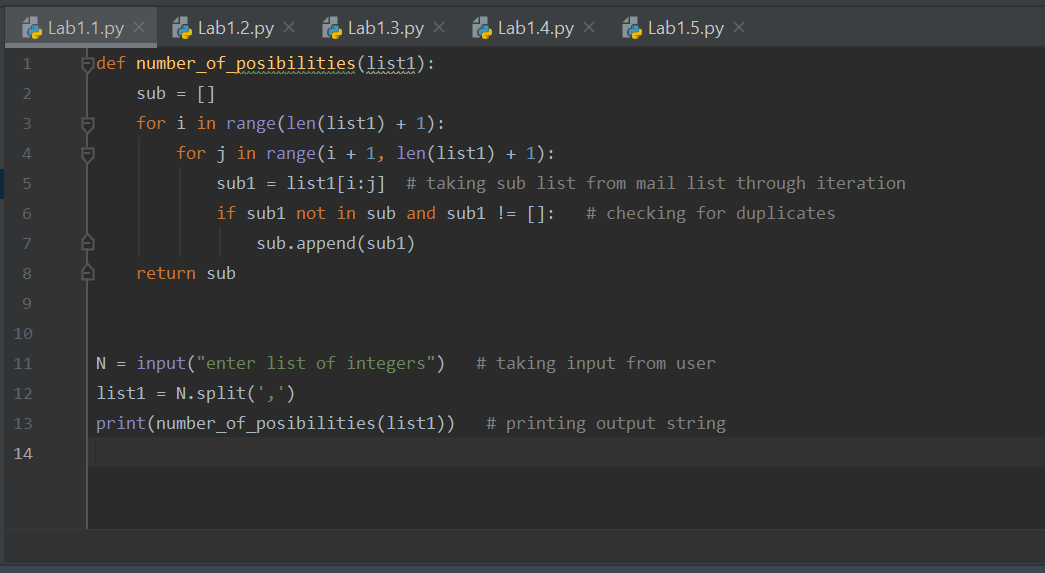 Lab1.1.py Lab1.2.py Lab1.3.py Lab1.4.py Lab1.5.py
1 def number_of_posibilities(list1):
2     sub = []
3     for i in range(len(list1) + 1):
4         for j in range(i + 1, len(list1) + 1):
5             sub1 = list1[i:j]  # taking sub list from mail list through iteration
6             if sub1 not in sub and sub1 != []:   # checking for duplicates
7                 sub.append(sub1)
8     return sub
9
10
11 N = input("enter list of integers")   # taking input from user
12 list1 = N.split(',')
13 print(number_of_posibilities(list1))   # printing output string
14